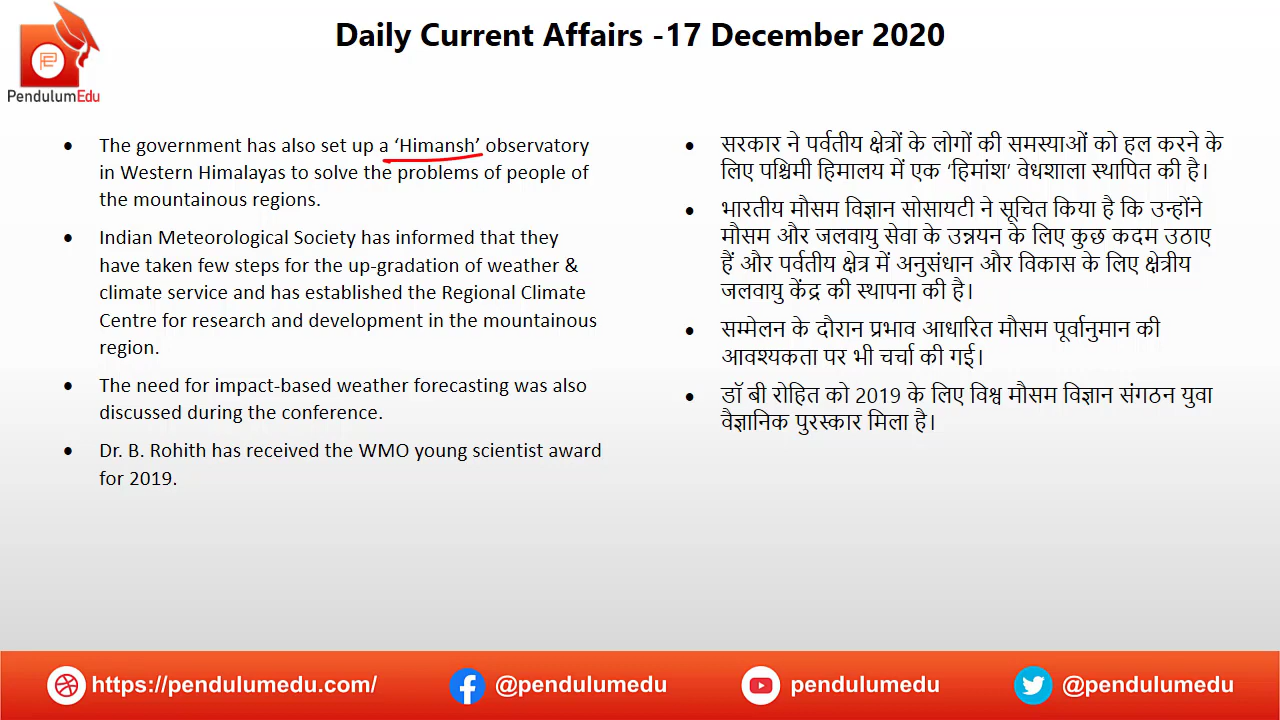 Daily Current Affairs -17 December 2020
PendulumEdu
• The government has also set up a ‘Himansh’ observatory
in Western Himalayas to solve the problems of people of
the mountainous regions.
• Indian Meteorological Society has informed that they
have taken few steps for the up-gradation of weather &
climate service and has established the Regional Climate
Centre for research and development in the mountainous
region.
• The need for impact-based weather forecasting was also
discussed during the conference.
• Dr. B. Rohith has received the WMO young scientist award
for 2019.
• सरकार ने पर्वतीय क्षेत्रों के लोगों की समस्याओं को हल करने के
लिए पश्चिमी हिमालय में एक ‘हिमांश’ वेधशाला स्थापित की है।
• भारतीय मौसम विज्ञान सोसायटी ने सूचित किया है कि उन्होंने
मौसम और जलवायु सेवा के उन्नयन के लिए कुछ कदम उठाए
हैं और पर्वतीय क्षेत्र में अनुसंधान और विकास के लिए क्षेत्रीय
जलवायु केंद्र की स्थापना की है।
• सम्मेलन के दौरान प्रभाव आधारित मौसम पूर्वानुमान की
आवश्यकता पर भी चर्चा की गई।
• डॉ बी रोहित को 2019 के लिए विश्व मौसम विज्ञान संगठन युवा
वैज्ञानिक पुरस्कार मिला है।
https://pendulumedu.com/
@pendulumedu
pendulumedu
@pendulumedu